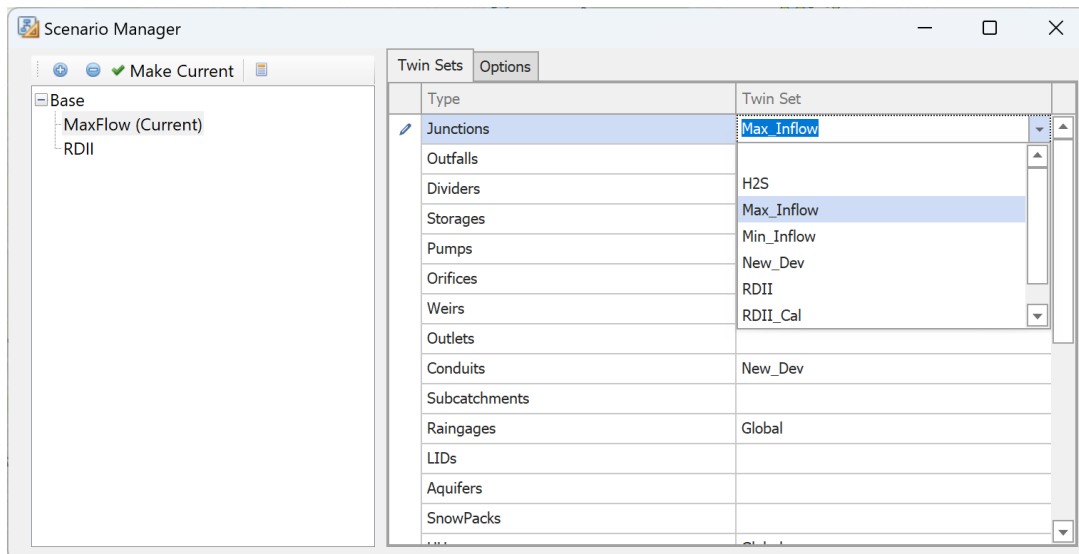 Scenario Manager
Make Current
Twin Sets Options
Base
MaxFlow (Current)
RDII
Type Twin Set
Junctions Max_Inflow
Outfalls
Dividers H2S
Storages Max_Inflow
Pumps Min_Inflow
Orifices New_Dev
Weirs RDII
RDII_Cal
Outlets
Conduits New_Dev
Subcatchments
Raingages Global
LIDs
Aquifers
SnowPacks